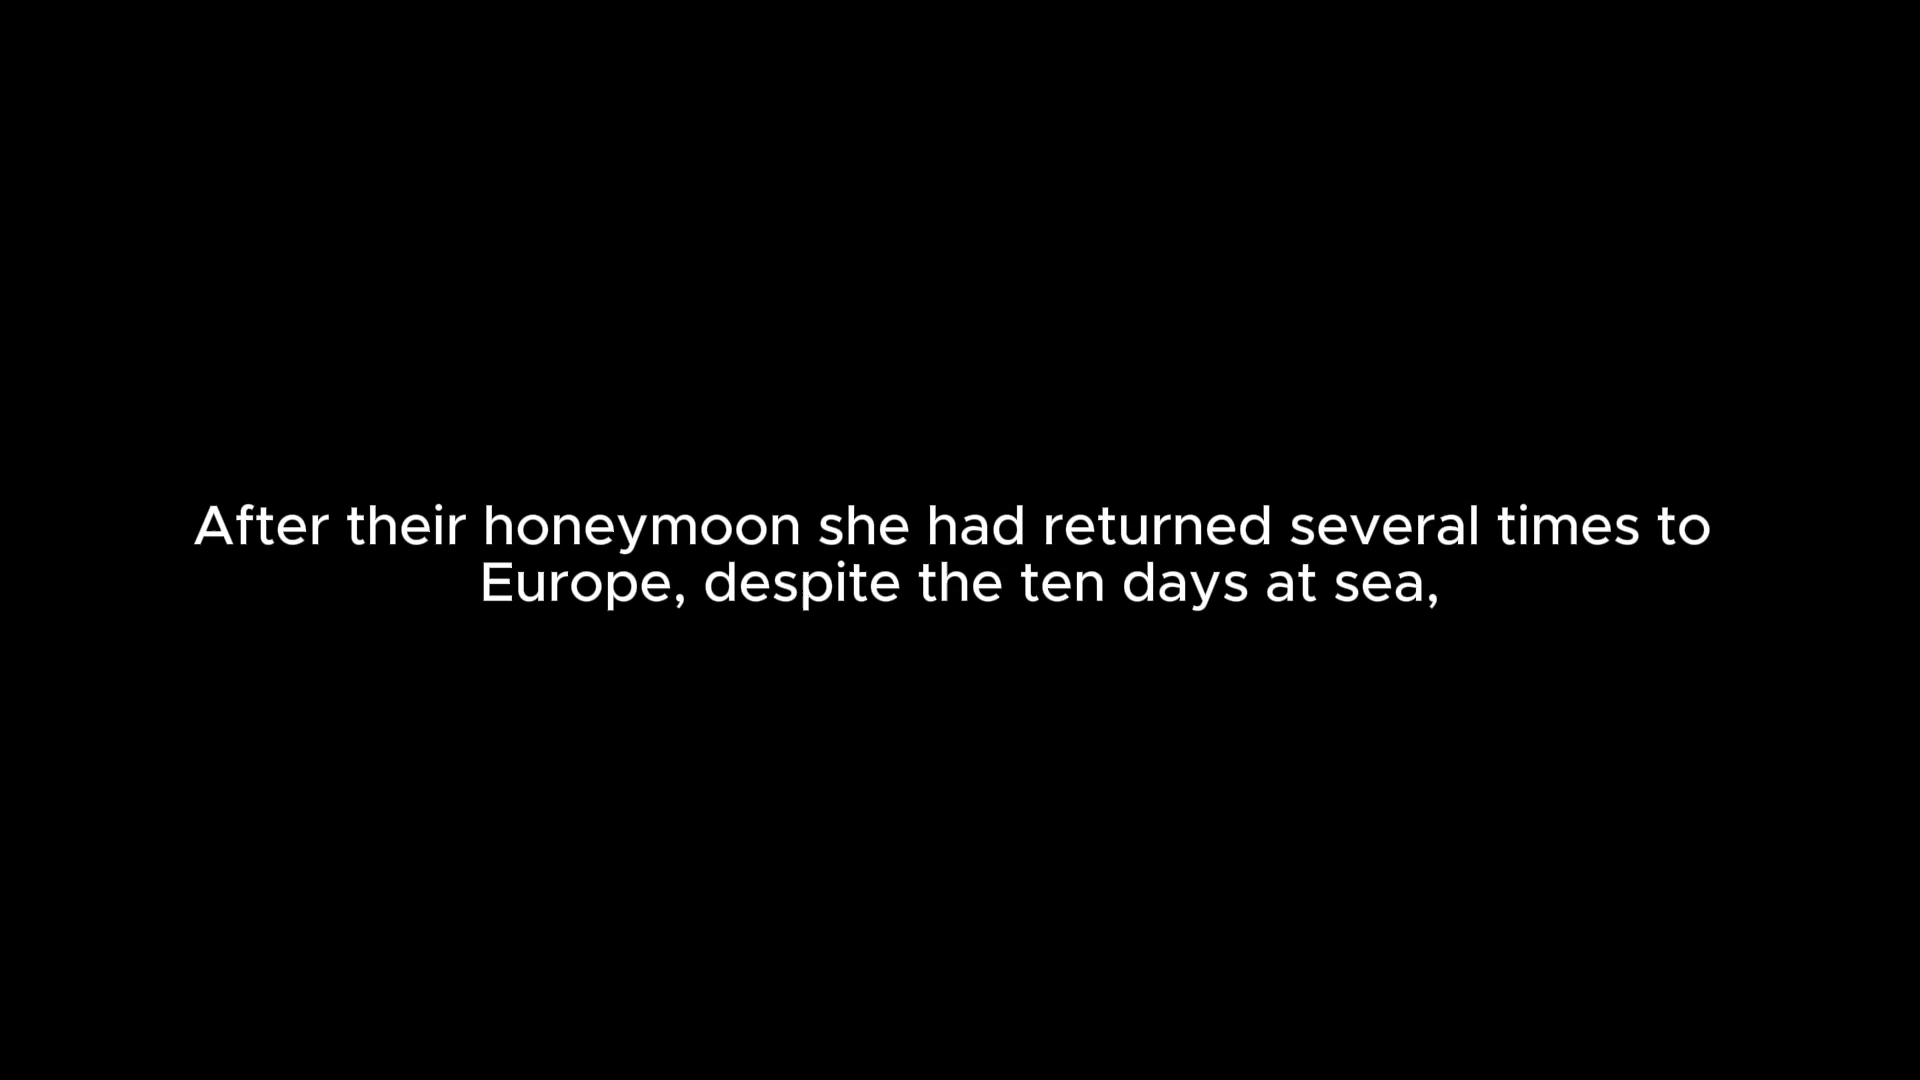 After their honeymoon she had returned several times to
Europe, despite the ten days at sea,